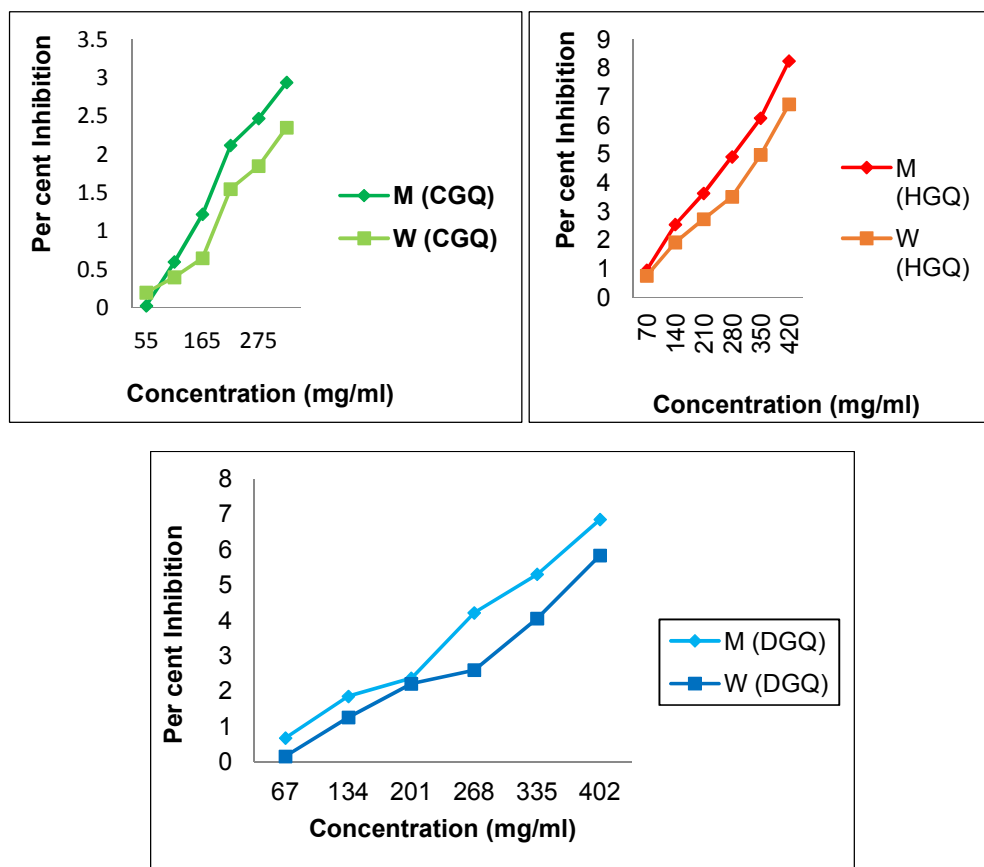 Per cent Inhibition
3.5
3
2.5
2
1.5
1
0.5
0
55 165 275
Concentration (mg/ml)
M (CGQ)
W (CGQ)
Per cent Inhibition
9
8
7
6
5
4
3
2
1
0
70 140 210 280 350 420
Concentration (mg/ml)
M
(HGQ)
W
(HGQ)
Per cent Inhibition
8
7
6
5
4
3
2
1
0
67 134 201 268 335 402
Concentration (mg/ml)
M (DGQ)
W (DGQ)